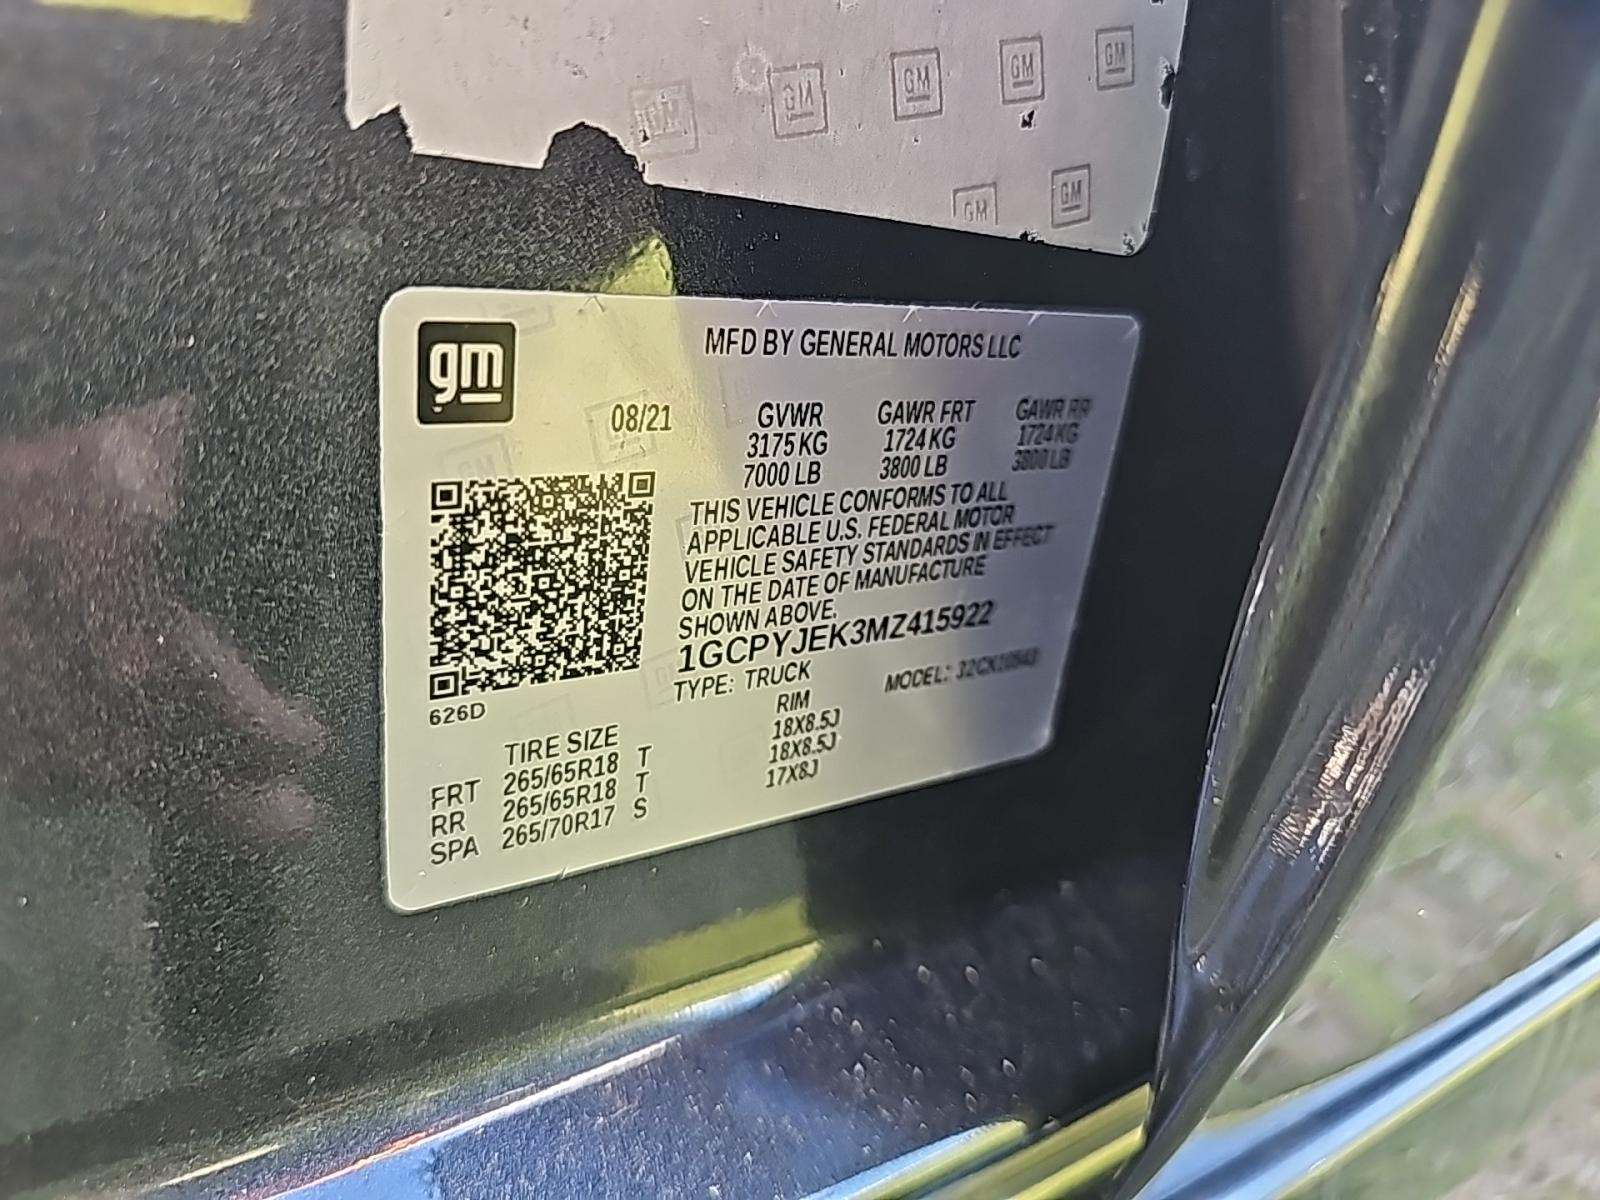 GM GM GM GM
GM GM
gm
MFD BY GENERAL MOTORS LLC
08/21
GVWR GAWR FRT GAWR RR
3175 KG 1724 KG 1724 KG
7000 LB 3800 LB 3800 LB
THIS VEHICLE CONFORMS TO ALL
APPLICABLE U.S. FEDERAL MOTOR
VEHICLE SAFETY STANDARDS IN EFFECT
ON THE DATE OF MANUFACTURE
SHOWN ABOVE.
1GCPYJEK3MZ415922
TYPE: TRUCK MODEL: 32CK10543
626D
TIRE SIZE RIM
FRT 265/65R18 T 18X8.5J
RR 265/65R18 T 18X8.5J
SPA 265/70R17 S 17X8J